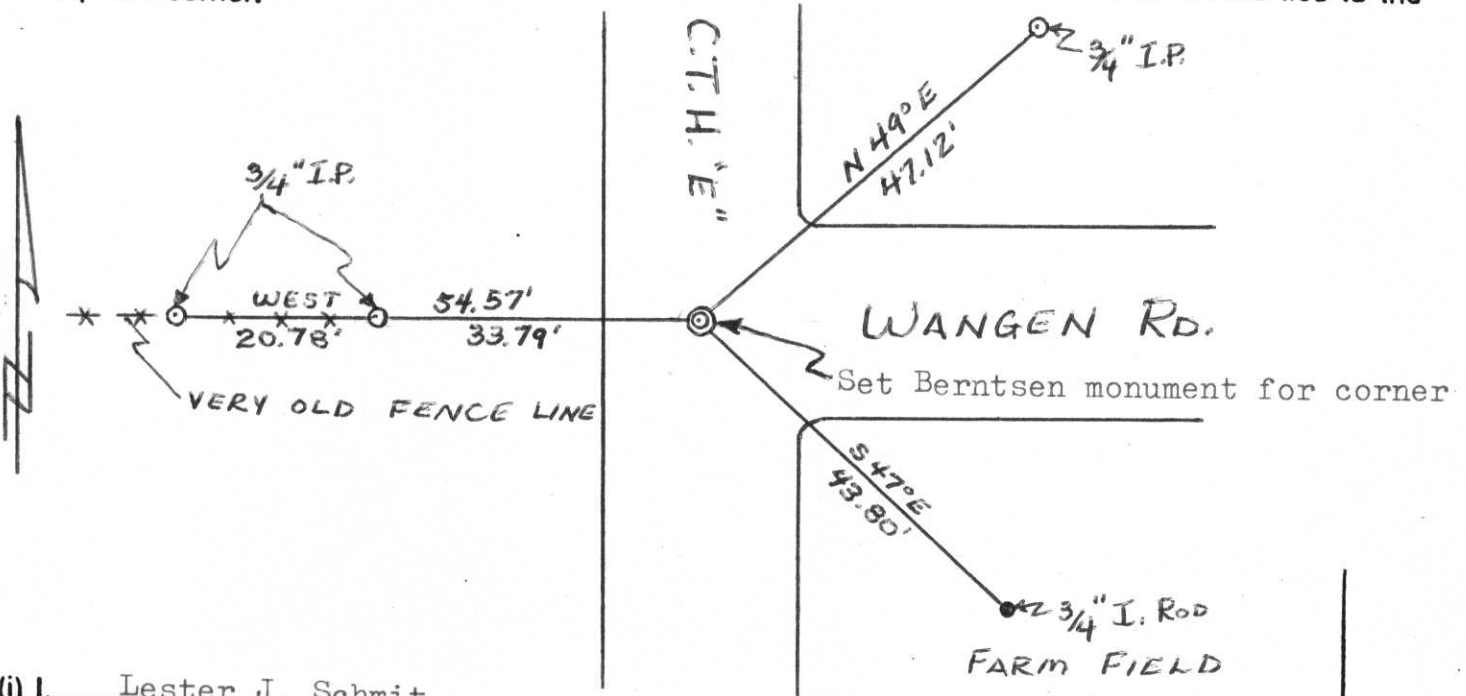 C.T.H. "E"
3/4" I.P.
N 49° E
47.12'
3/4" I.P.
WEST
20.78'
54.57'
33.79'
WANGEN RD.
Set Berntsen monument for corner
VERY OLD FENCE LINE
S 47° E
43.80'
3/4" I. ROD
FARM FIELD
(i) I, Lester J. Schmit